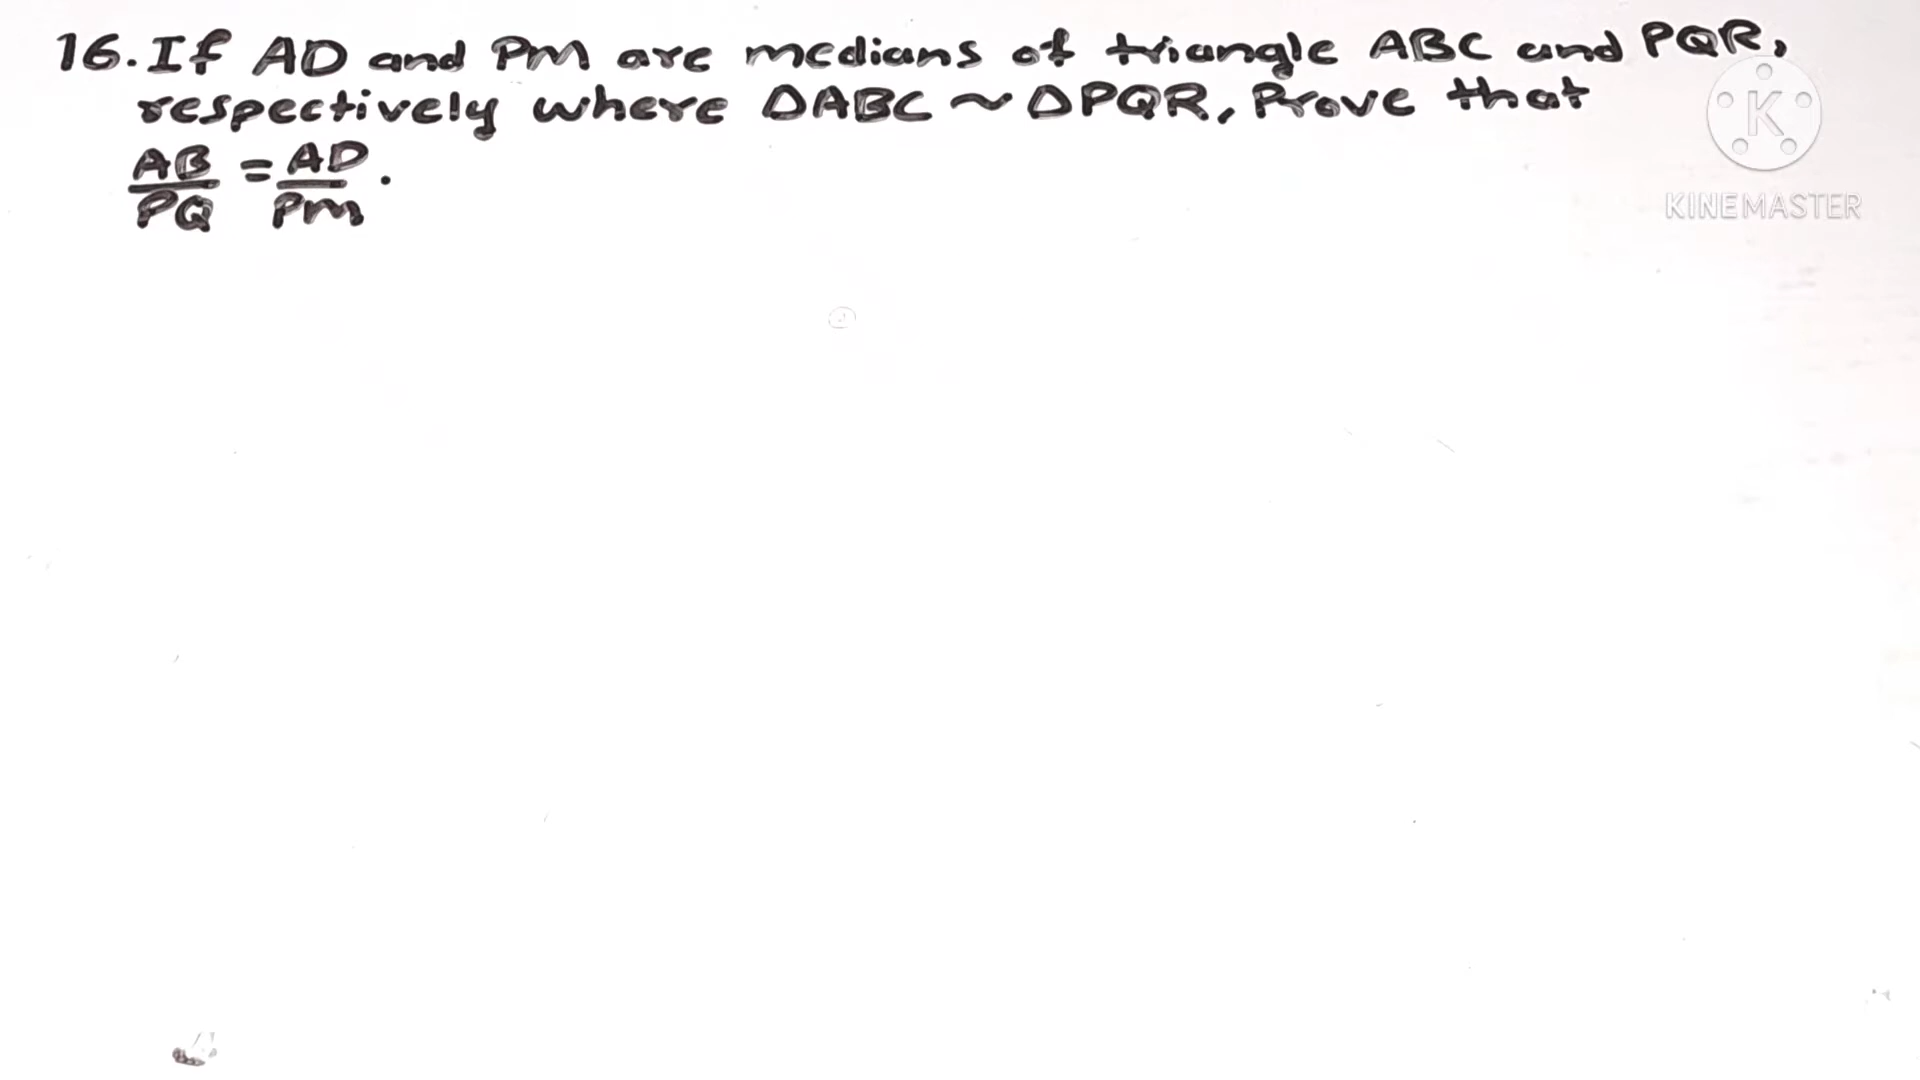 16. If AD and PM are medians of triangle ABC and PQR,
respectively where ΔABC ~ ΔPQR, Prove that
AB/PQ = AD/PM .
K
KINEMASTER